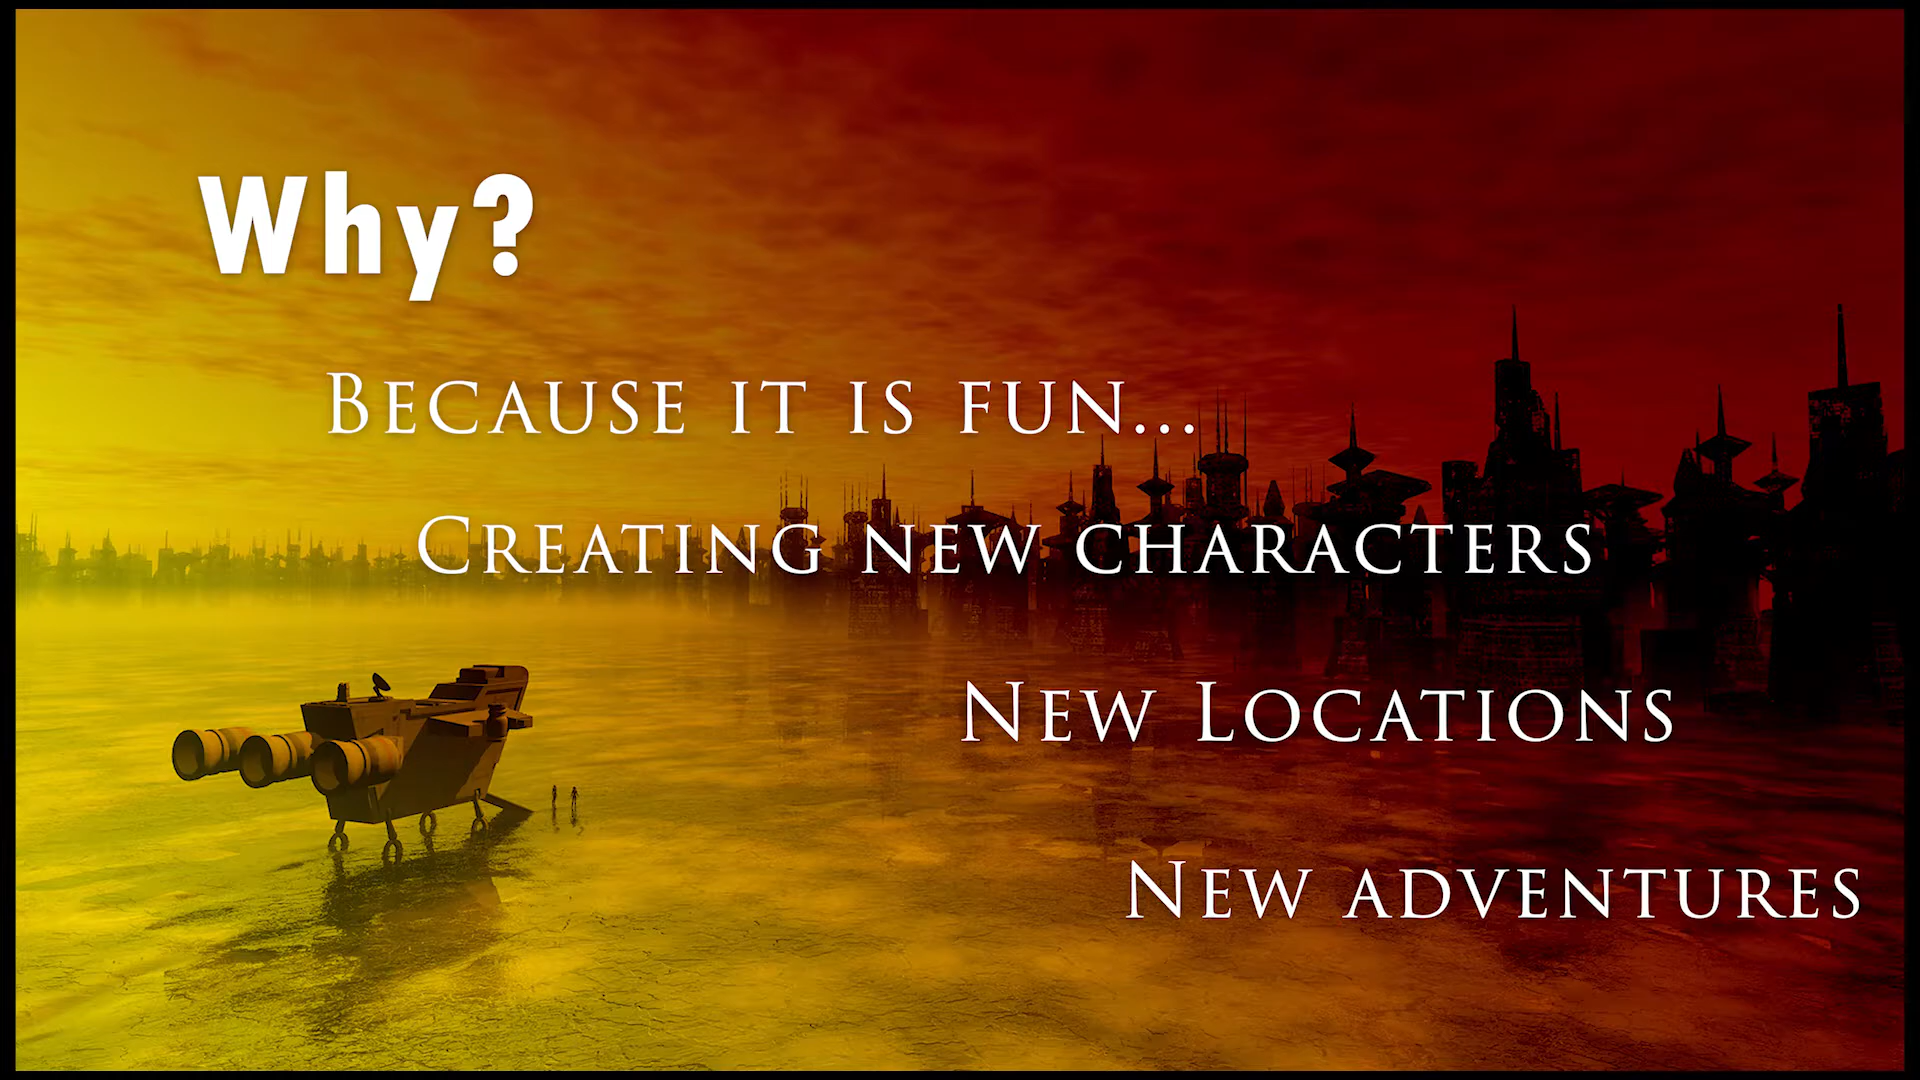 Why?
Because it is fun...
Creating new characters
New Locations
New adventures